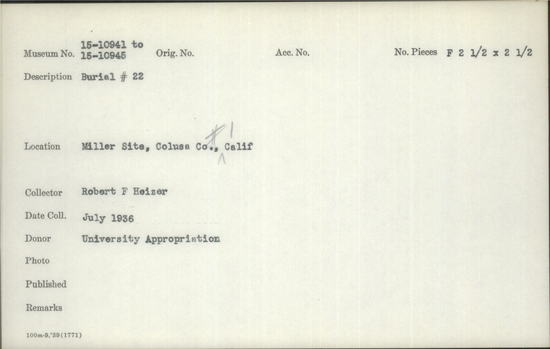 Museum No. 15-10941 to 15-10945 Orig. No. Acc. No. No. Pieces F 2 1/2 x 2 1/2
Description Burial # 22
#1
Location Miller Site, Colusa Co., Calif
Collector Robert F Heizer
Date Coll. July 1936
Donor University Appropriation
Photo
Published
Remarks
100m-9,'39(1771)